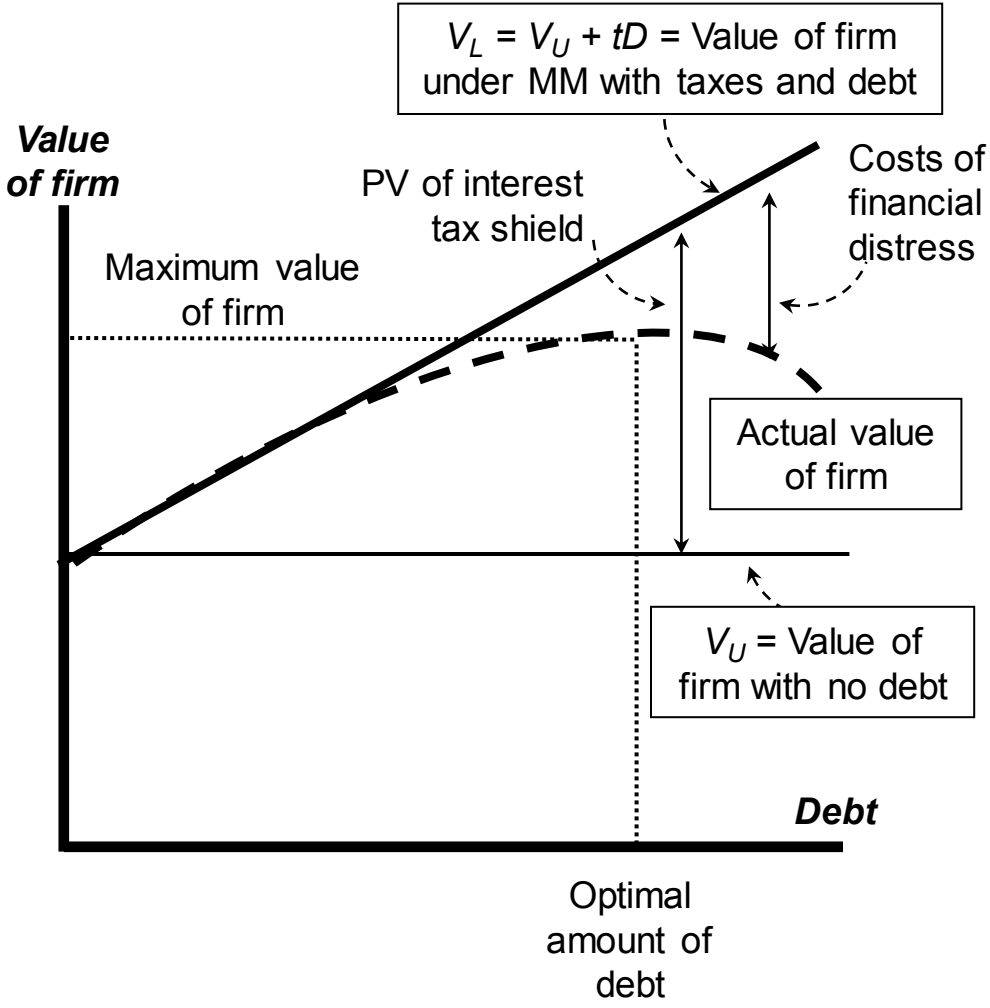 V_L = V_U + tD = Value of firm
under MM with taxes and debt
Value
of firm
PV of interest
tax shield
Costs of
financial
distress
Maximum value
of firm
Actual value
of firm
V_U = Value of
firm with no debt
Debt
Optimal
amount of
debt